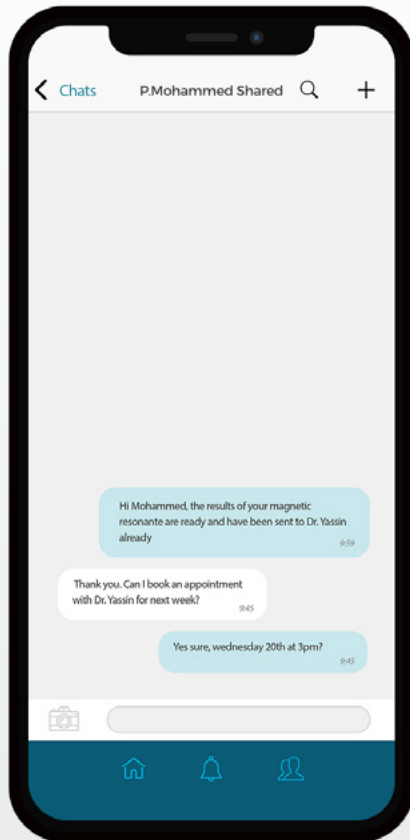 Chats P.Mohammed Shared
Hi Mohammed, the results of your magnetic
resonante are ready and have been sent to Dr. Yassin
already
9:59
Thank you. Can I book an appointment
with Dr. Yassin for next week?
9:45
Yes sure, wednesday 20th at 3pm?
9:45